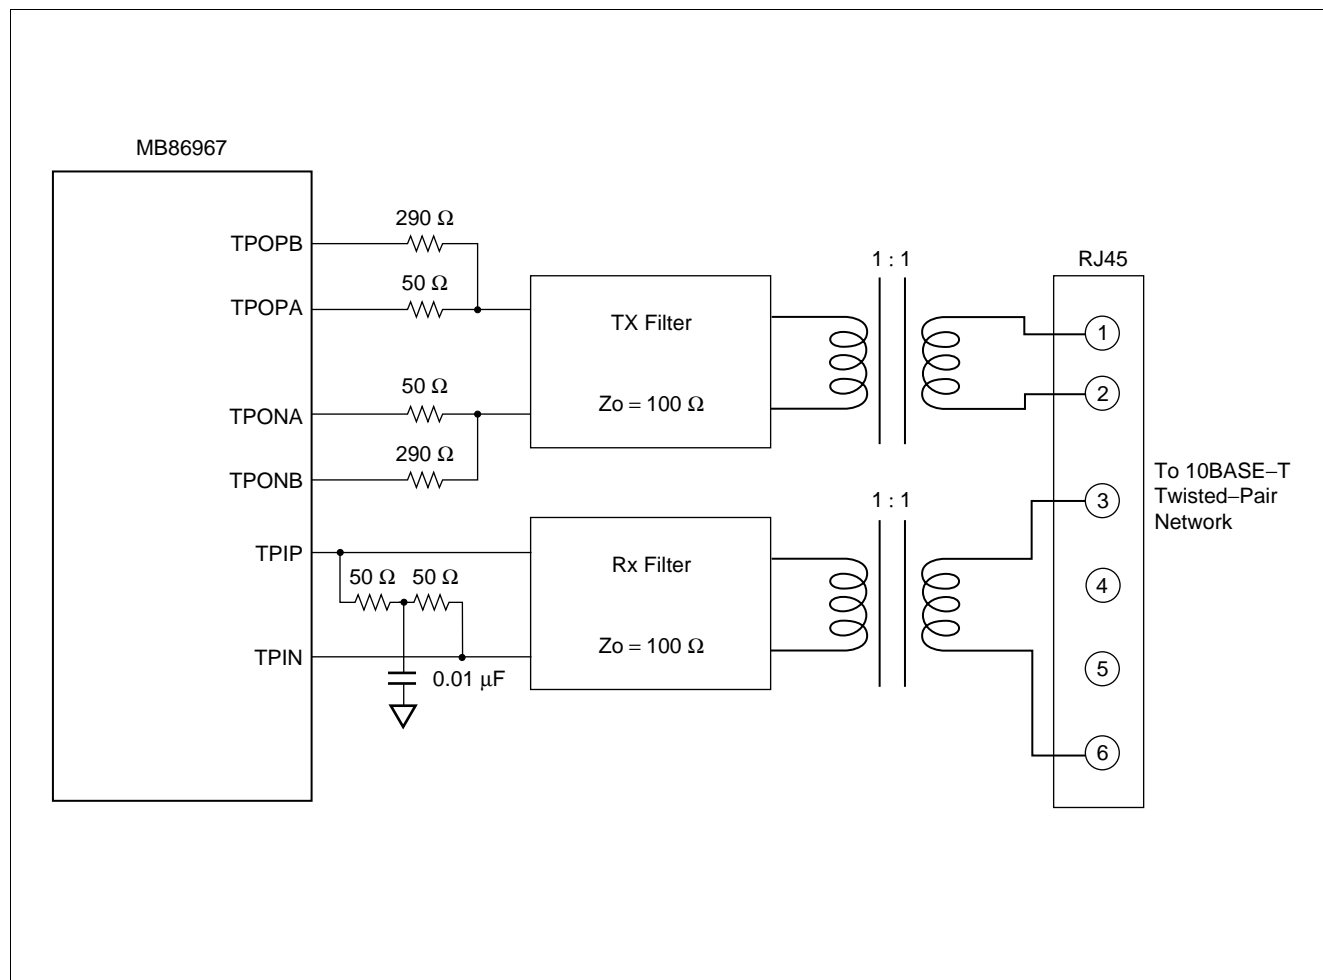 MB86967
TPOPB
290 Ω
TPOPA
50 Ω
TPONA
50 Ω
TPONB
290 Ω
TPIP
50 Ω 50 Ω
TPIN
0.01 µF
TX Filter
Zo = 100 Ω
Rx Filter
Zo = 100 Ω
1 : 1
1 : 1
RJ45
1
2
3
4
5
6
To 10BASE–T
Twisted–Pair
Network